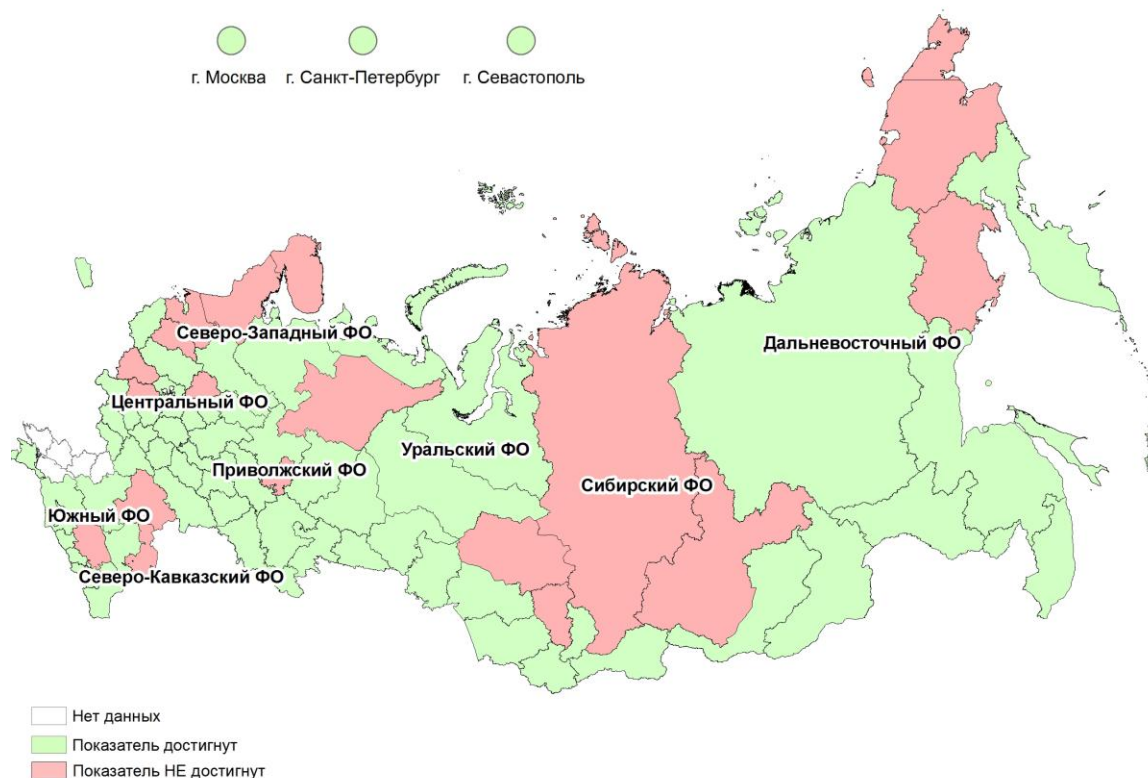 г. Москва г. Санкт-Петербург г. Севастополь
Северо-Западный ФО
Дальневосточный ФО
Центральный ФО
Уральский ФО
Приволжский ФО
Сибирский ФО
Южный ФО
Северо-Кавказский ФО
Нет данных
Показатель достигнут
Показатель НЕ достигнут